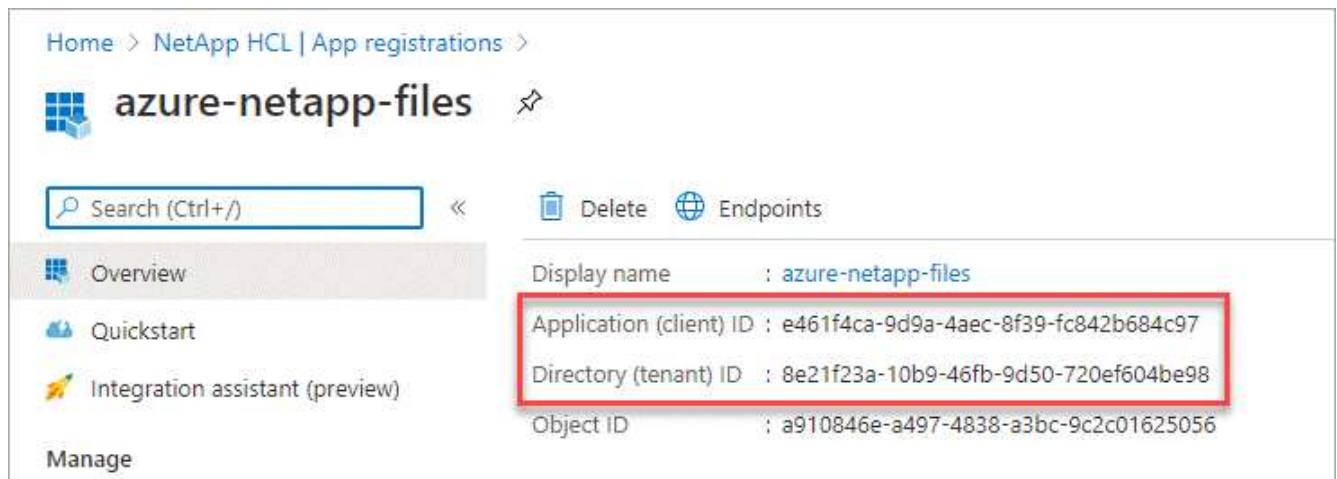 Home > NetApp HCL | App registrations >
azure-netapp-files
Search (Ctrl+/)
«
Delete
Endpoints
Overview
Quickstart
Integration assistant (preview)
Manage
Display name : azure-netapp-files
Application (client) ID : e461f4ca-9d9a-4aec-8f39-fc842b684c97
Directory (tenant) ID : 8e21f23a-10b9-46fb-9d50-720ef604be98
Object ID : a910846e-a497-4838-a3bc-9c2c01625056